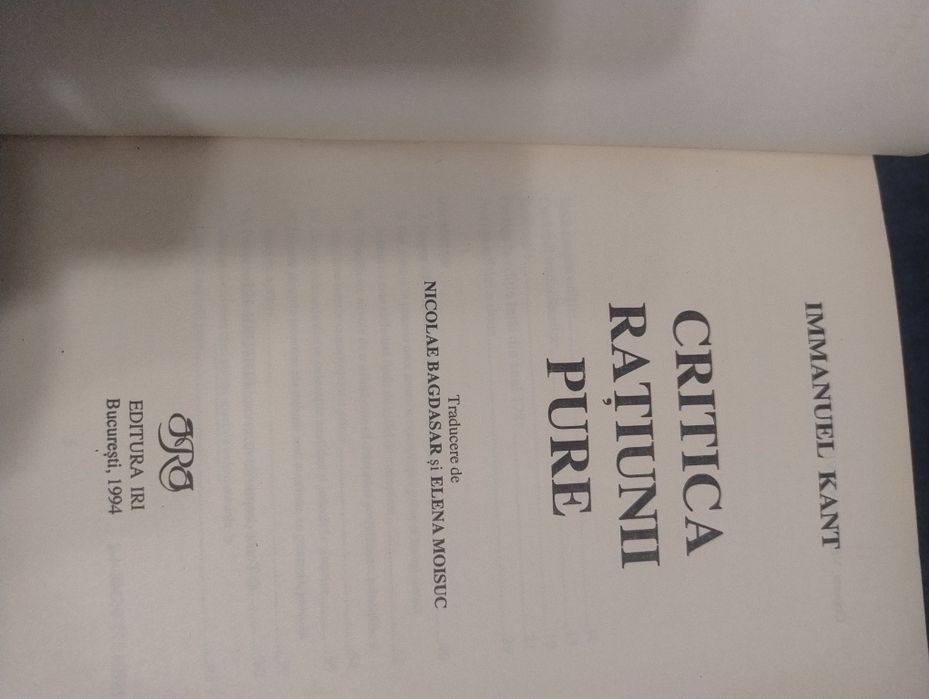 IMMANUEL KANT
CRITICA
RAȚIUNII
PURE
Traducere de
NICOLAE BAGDASAR și ELENA MOISUC
EDITURA IRI
București, 1994